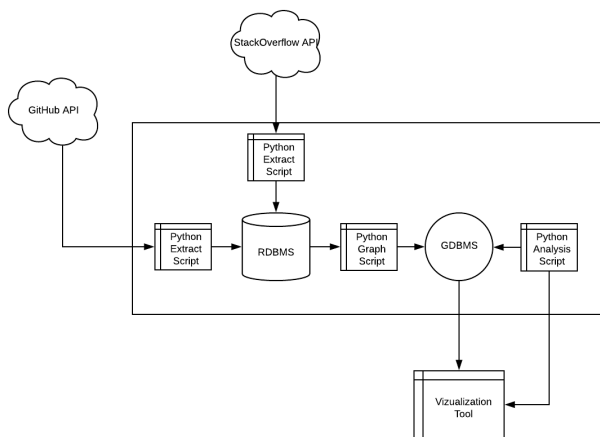 StackOverflow API
GitHub API
Python
Extract
Script
Python
Extract
Script
RDBMS
Python
Graph
Script
GDBMS
Python
Analysis
Script
Vizualization
Tool